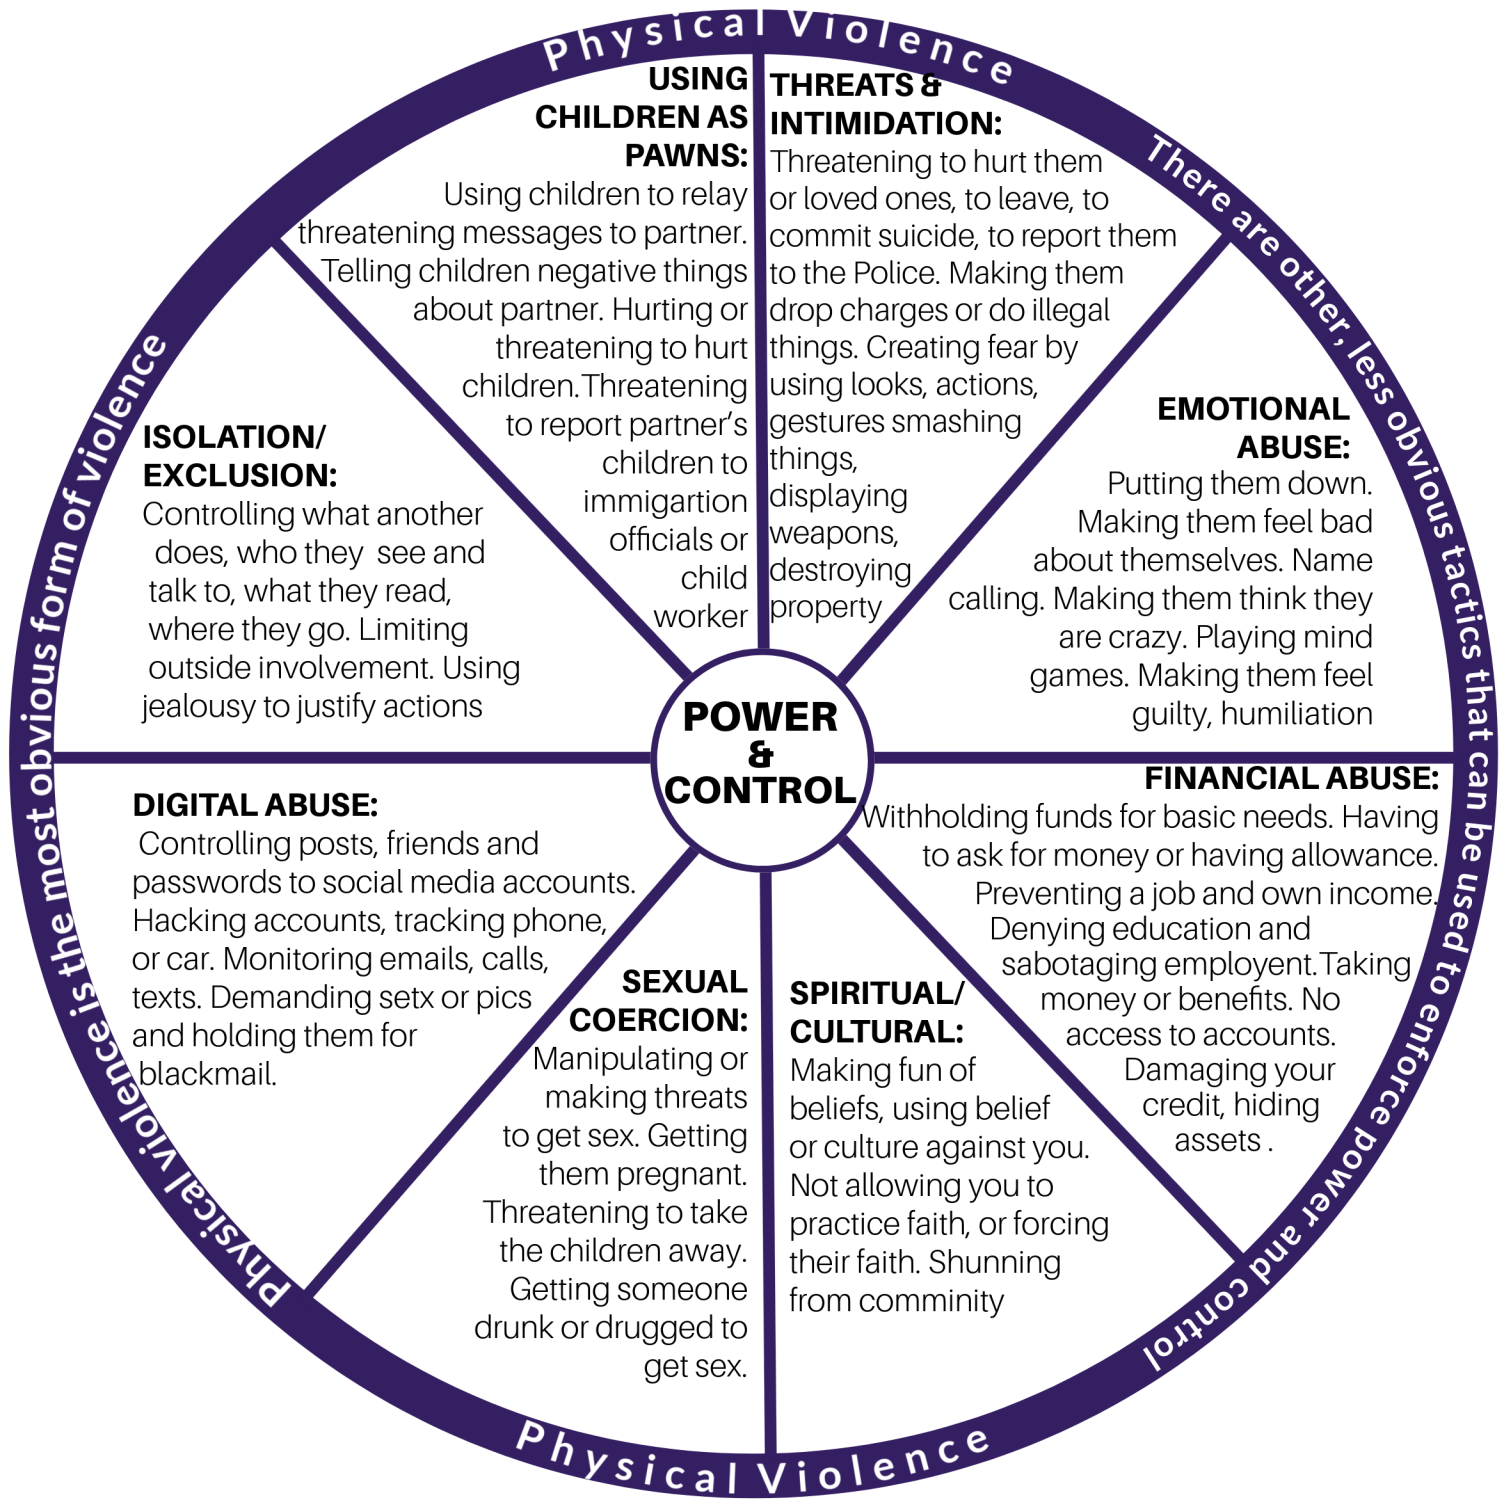 Physical Violence
There are other, less obvious tactics that can be used to enforce power and control
Physical Violence
Physical violence is the most obvious form of violence
USING
CHILDREN AS
PAWNS:
Using children to relay
threatening messages to partner.
Telling children negative things
about partner. Hurting or
threatening to hurt
children.Threatening
to report partner’s
children to
immigartion
officials or
child
worker
THREATS &
INTIMIDATION:
Threatening to hurt them
or loved ones, to leave, to
commit suicide, to report them
to the Police. Making them
drop charges or do illegal
things. Creating fear by
using looks, actions,
gestures smashing
things,
displaying
weapons,
destroying
property
EMOTIONAL
ABUSE:
Putting them down.
Making them feel bad
about themselves. Name
calling. Making them think they
are crazy. Playing mind
games. Making them feel
guilty, humiliation
FINANCIAL ABUSE:
Withholding funds for basic needs. Having
to ask for money or having allowance.
Preventing a job and own income.
Denying education and
sabotaging employent.Taking
money or benefits. No
access to accounts.
Damaging your
credit, hiding
assets .
SPIRITUAL/
CULTURAL:
Making fun of
beliefs, using belief
or culture against you.
Not allowing you to
practice faith, or forcing
their faith. Shunning
from comminity
SEXUAL
COERCION:
Manipulating or
making threats
to get sex. Getting
them pregnant.
Threatening to take
the children away.
Getting someone
drunk or drugged to
get sex.
DIGITAL ABUSE:
Controlling posts, friends and
passwords to social media accounts.
Hacking accounts, tracking phone,
or car. Monitoring emails, calls,
texts. Demanding setx or pics
and holding them for
blackmail.
ISOLATION/
EXCLUSION:
Controlling what another
does, who they see and
talk to, what they read,
where they go. Limiting
outside involvement. Using
jealousy to justify actions
POWER
&
CONTROL